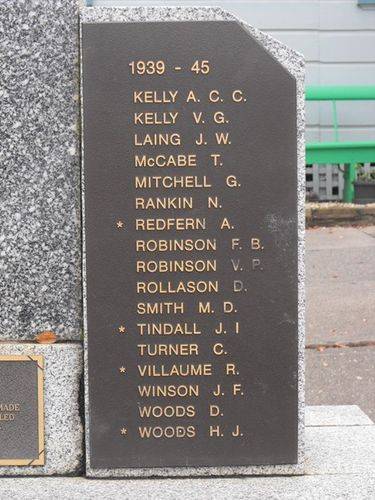 1939 - 45
KELLY A. C. C.
KELLY V. G.
LAING J. W.
McCABE T.
MITCHELL G.
RANKIN N.
* REDFERN A.
ROBINSON F. B.
ROBINSON V. P.
ROLLASON D.
SMITH M. D.
* TINDALL J. I
TURNER C.
* VILLAUME R.
WINSON J. F.
WOODS D.
* WOODS H. J.
MADE
LED